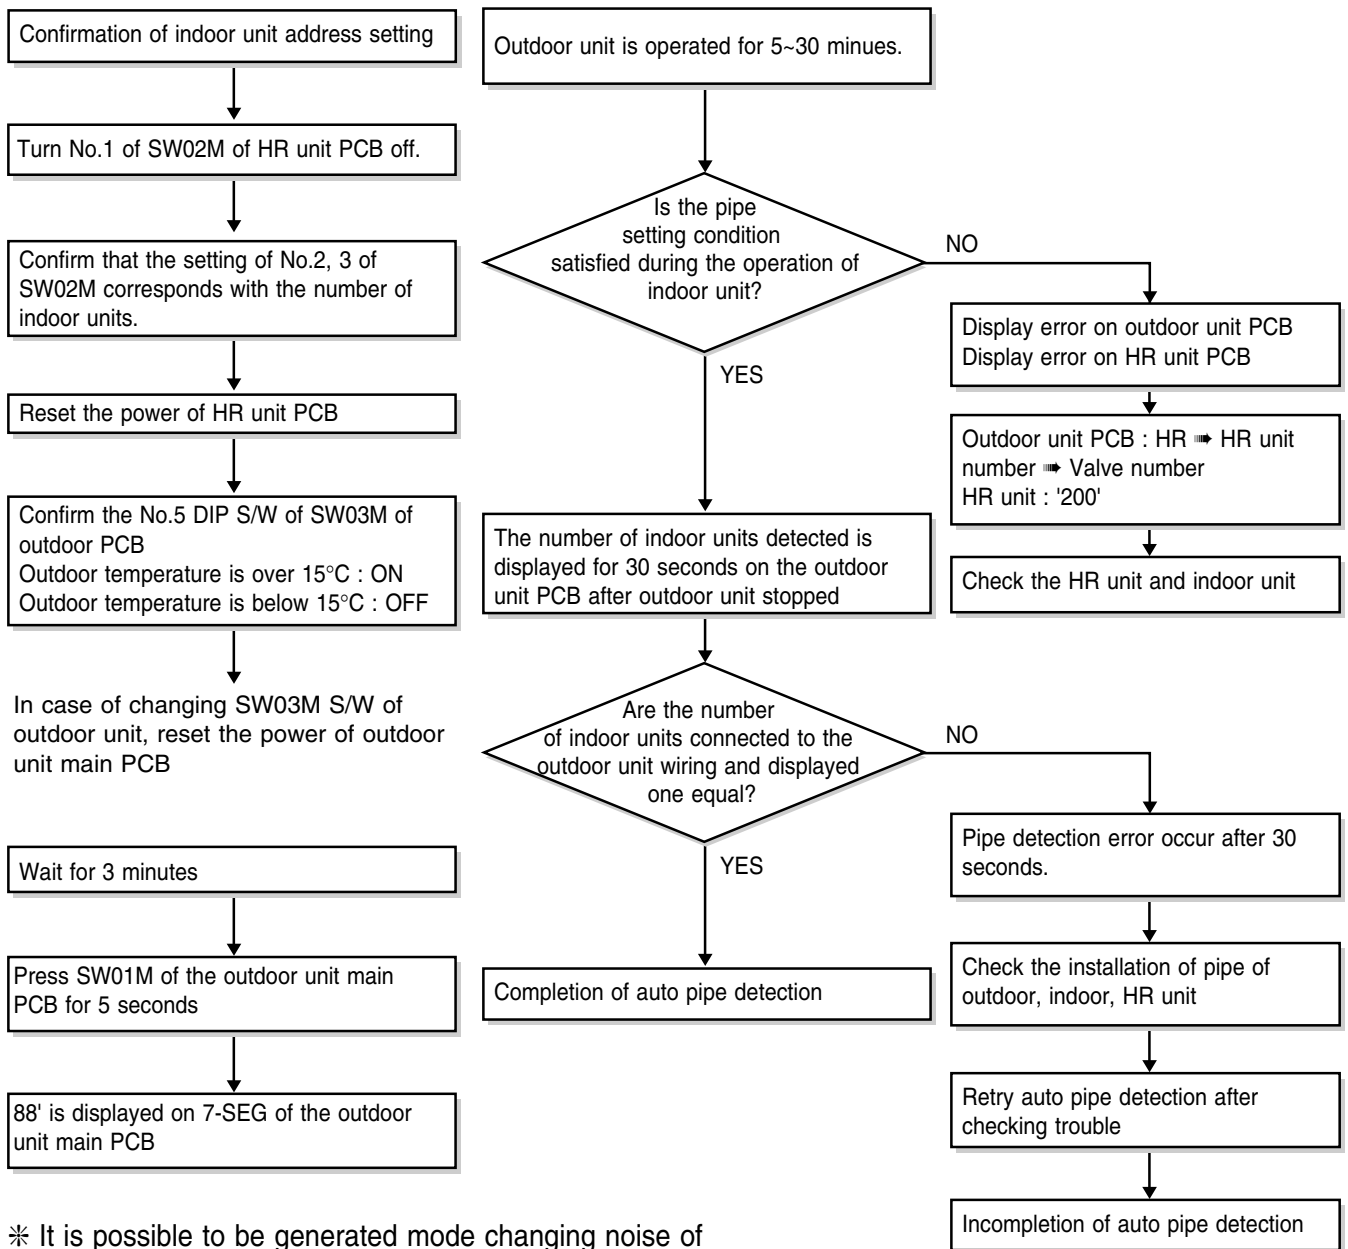 Confirmation of indoor unit address setting
Turn No.1 of SW02M of HR unit PCB off.
Confirm that the setting of No.2, 3 of
SW02M corresponds with the number of
indoor units.
Reset the power of HR unit PCB
Confirm the No.5 DIP S/W of SW03M of
outdoor PCB
Outdoor temperature is over 15°C : ON
Outdoor temperature is below 15°C : OFF
In case of changing SW03M S/W of
outdoor unit, reset the power of outdoor
unit main PCB
Wait for 3 minutes
Press SW01M of the outdoor unit main
PCB for 5 seconds
88' is displayed on 7-SEG of the outdoor
unit main PCB
❈ It is possible to be generated mode changing noise of
Outdoor unit is operated for 5~30 minues.
Is the pipe
setting condition
satisfied during the operation of
indoor unit?
NO
YES
The number of indoor units detected is
displayed for 30 seconds on the outdoor
unit PCB after outdoor unit stopped
Are the number
of indoor units connected to the
outdoor unit wiring and displayed
one equal?
NO
YES
Completion of auto pipe detection
Display error on outdoor unit PCB
Display error on HR unit PCB
Outdoor unit PCB : HR ➠ HR unit
number ➠ Valve number
HR unit : '200'
Check the HR unit and indoor unit
Pipe detection error occur after 30
seconds.
Check the installation of pipe of
outdoor, indoor, HR unit
Retry auto pipe detection after
checking trouble
Incompletion of auto pipe detection